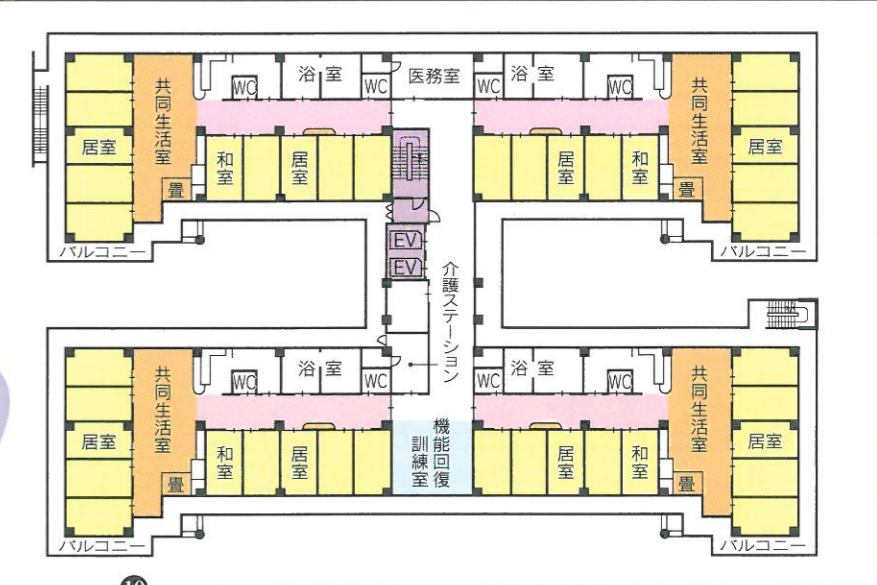 浴室
医務室
浴室
WC
WC
WC
WC
共同生活室
共同生活室
居室
和室
居室
居室
和室
居室
畳
畳
バルコニー
バルコニー
EV
EV
介護ステーション
浴室
浴室
WC
WC
WC
WC
共同生活室
共同生活室
居室
和室
居室
機能回復
訓練室
居室
和室
居室
畳
畳
バルコニー
バルコニー